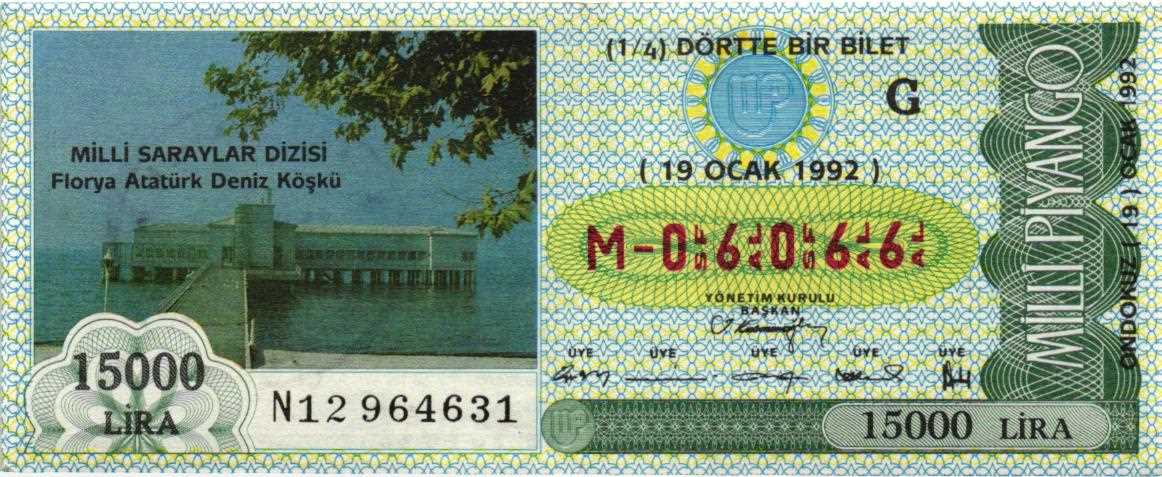 MİLLİ SARAYLAR DİZİSİ
Florya Atatürk Deniz Köşkü
15000
LİRA
N12 964631
(1/4) DÖRTTE BİR BİLET
G
( 19 OCAK 1992 )
M-06066
YÖNETİM KURULU
BAŞKAN
ÜYE ÜYE ÜYE ÜYE ÜYE
15000 LİRA
MİLLİ PİYANGO
ONDOKUZ ( 19 ) OCAK 1992